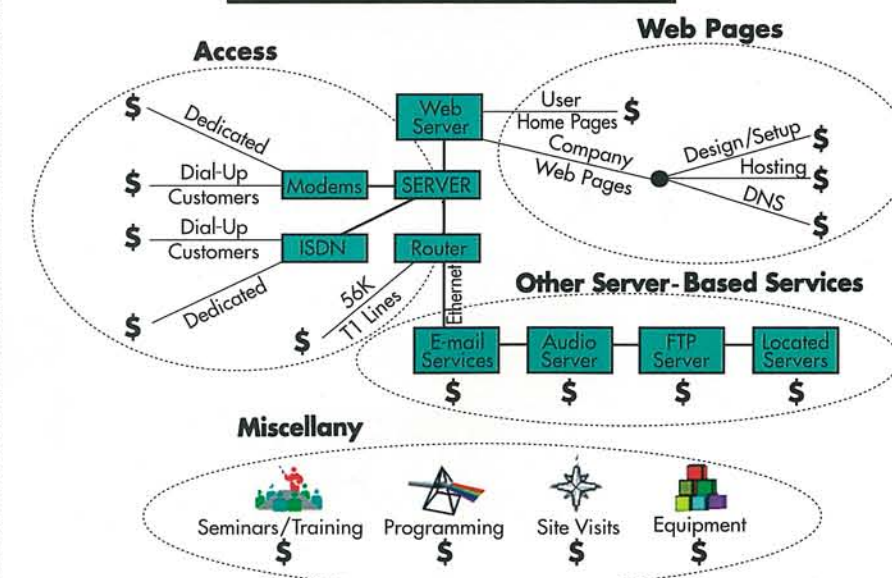 Access
Web Pages
$
Dedicated
$
Dial-Up
Customers
$
Dial-Up
Customers
$
Dedicated
Modems
ISDN
Web
Server
SERVER
Router
Ethernet
56K
T1 Lines
$
User
Home Pages
$
Company
Web Pages
Design/Setup
$
Hosting
$
DNS
$
Other Server-Based Services
E-mail
Services
$
Audio
Server
$
FTP
Server
$
Located
Servers
$
Miscellany
Seminars/Training
$
Programming
$
Site Visits
$
Equipment
$